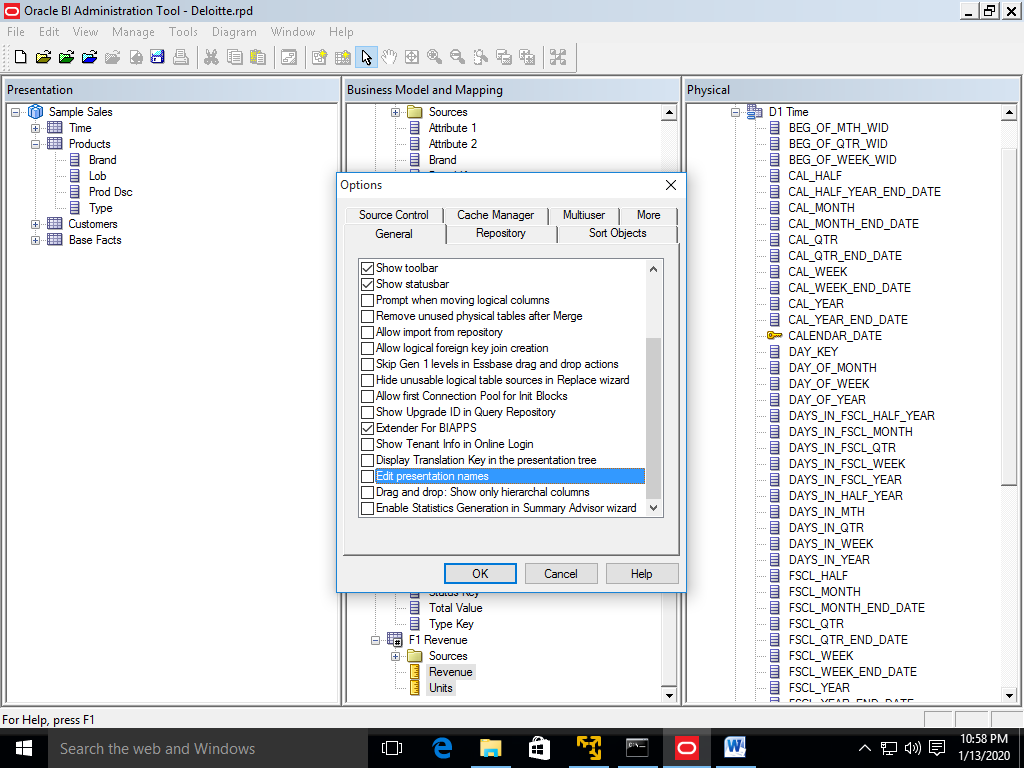 Oracle BI Administration Tool - Deloitte.rpd
File Edit View Manage Tools Diagram Window Help
Presentation
Sample Sales
Time
Products
Brand
Lob
Prod Dsc
Type
Customers
Base Facts
Business Model and Mapping
Sources
Attribute 1
Attribute 2
Brand
Options
Source Control Cache Manager Multiuser More
General Repository Sort Objects
Show toolbar
Show statusbar
Prompt when moving logical columns
Remove unused physical tables after Merge
Allow import from repository
Allow logical foreign key join creation
Skip Gen 1 levels in Essbase drag and drop actions
Hide unusable logical table sources in Replace wizard
Allow first Connection Pool for Init Blocks
Show Upgrade ID in Query Repository
Extender For BIAPPS
Show Tenant Info in Online Login
Display Translation Key in the presentation tree
Edit presentation names
Drag and drop: Show only hierarchal columns
Enable Statistics Generation in Summary Advisor wizard
OK Cancel Help
Status Key
Total Value
Type Key
F1 Revenue
Sources
Revenue
Units
Physical
D1 Time
BEG_OF_MTH_WID
BEG_OF_QTR_WID
BEG_OF_WEEK_WID
CAL_HALF
CAL_HALF_YEAR_END_DATE
CAL_MONTH
CAL_MONTH_END_DATE
CAL_QTR
CAL_QTR_END_DATE
CAL_WEEK
CAL_WEEK_END_DATE
CAL_YEAR
CAL_YEAR_END_DATE
CALENDAR_DATE
DAY_KEY
DAY_OF_MONTH
DAY_OF_WEEK
DAY_OF_YEAR
DAYS_IN_FSCL_HALF_YEAR
DAYS_IN_FSCL_MONTH
DAYS_IN_FSCL_QTR
DAYS_IN_FSCL_WEEK
DAYS_IN_FSCL_YEAR
DAYS_IN_HALF_YEAR
DAYS_IN_MTH
DAYS_IN_QTR
DAYS_IN_WEEK
DAYS_IN_YEAR
FSCL_HALF
FSCL_MONTH
FSCL_MONTH_END_DATE
FSCL_QTR
FSCL_QTR_END_DATE
FSCL_WEEK
FSCL_WEEK_END_DATE
FSCL_YEAR
FSCL_YEAR_END_DATE
For Help, press F1
Search the web and Windows
10:58 PM
1/13/2020